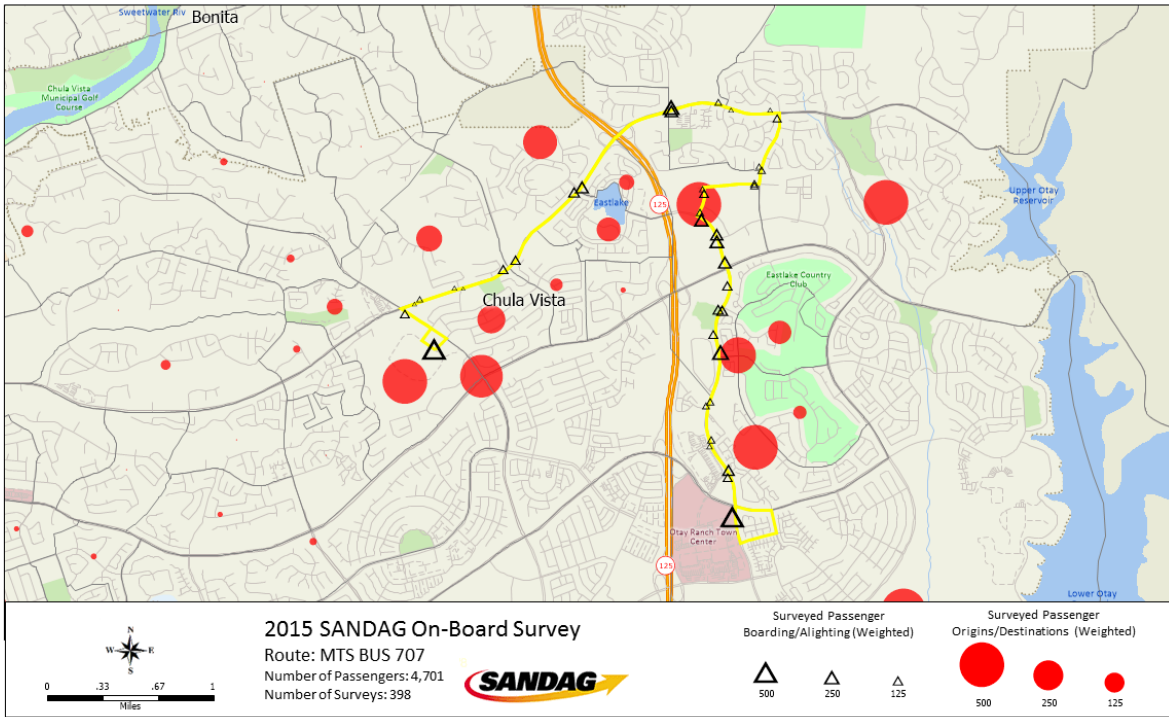 Sweetwater Riv
Bonita
Chula Vista
Municipal Golf
Course
Upper Otay
Reservoir
Eastlake
125
Eastlake Country
Club
Chula Vista
Otay Ranch Town
Center
125
Lower Otay
N
W E
S
0 .33 .67 1
Miles
2015 SANDAG On-Board Survey
Route: MTS BUS 707
Number of Passengers: 4,701
Number of Surveys: 398
SANDAG
Surveyed Passenger
Boarding/Alighting (Weighted)
500 250 125
Surveyed Passenger
Origins/Destinations (Weighted)
500 250 125